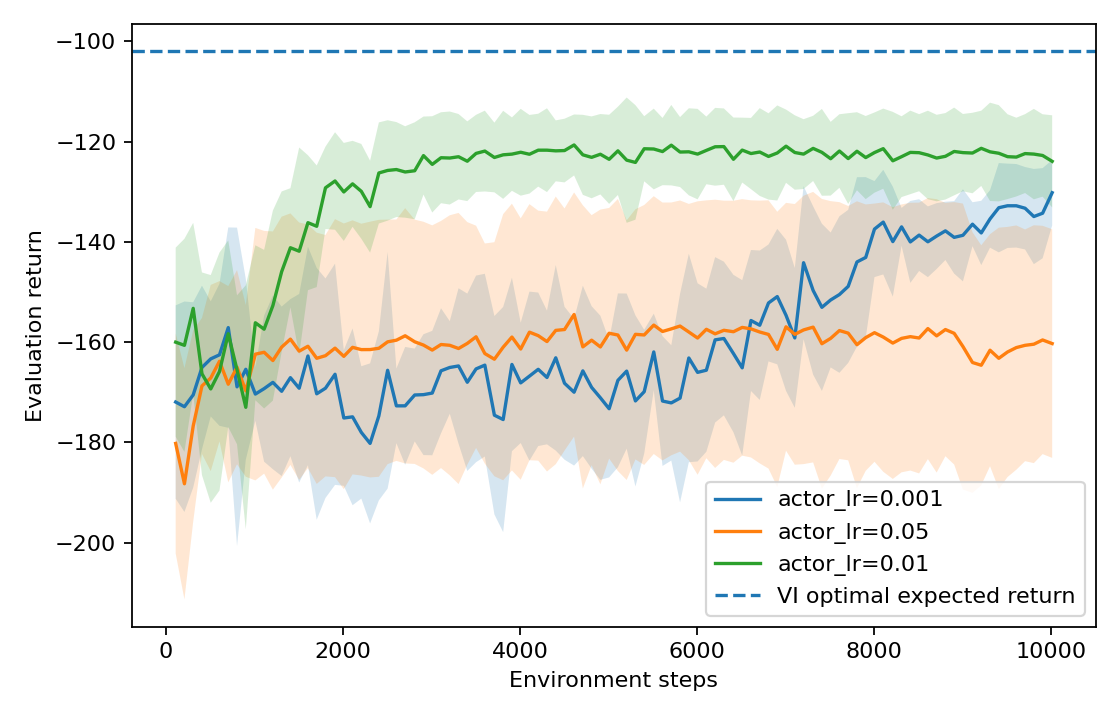 −100
−120
−140
−160
−180
−200
Evaluation return
0
2000
4000
6000
8000
10000
Environment steps
actor_lr=0.001
actor_lr=0.05
actor_lr=0.01
VI optimal expected return